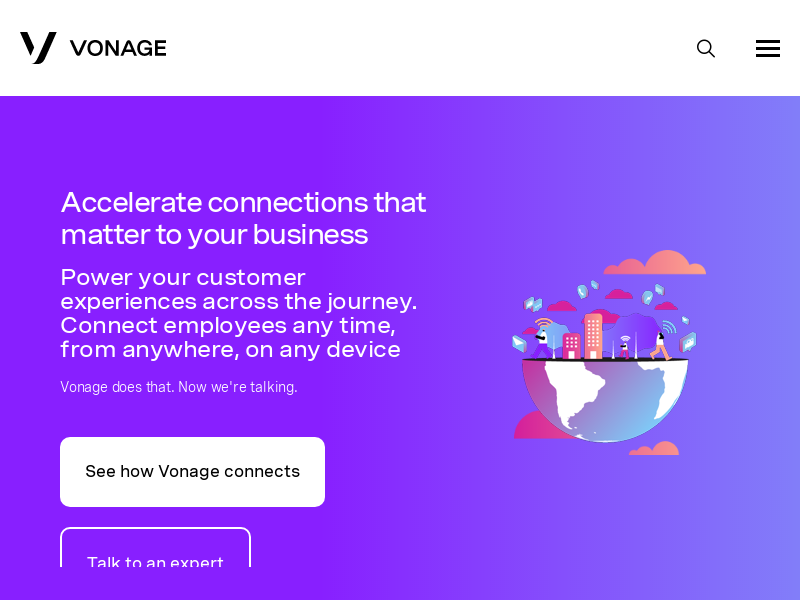 VONAGE
Accelerate connections that
matter to your business
Power your customer
experiences across the journey.
Connect employees any time,
from anywhere, on any device
Vonage does that. Now we're talking.
See how Vonage connects
Talk to an expert